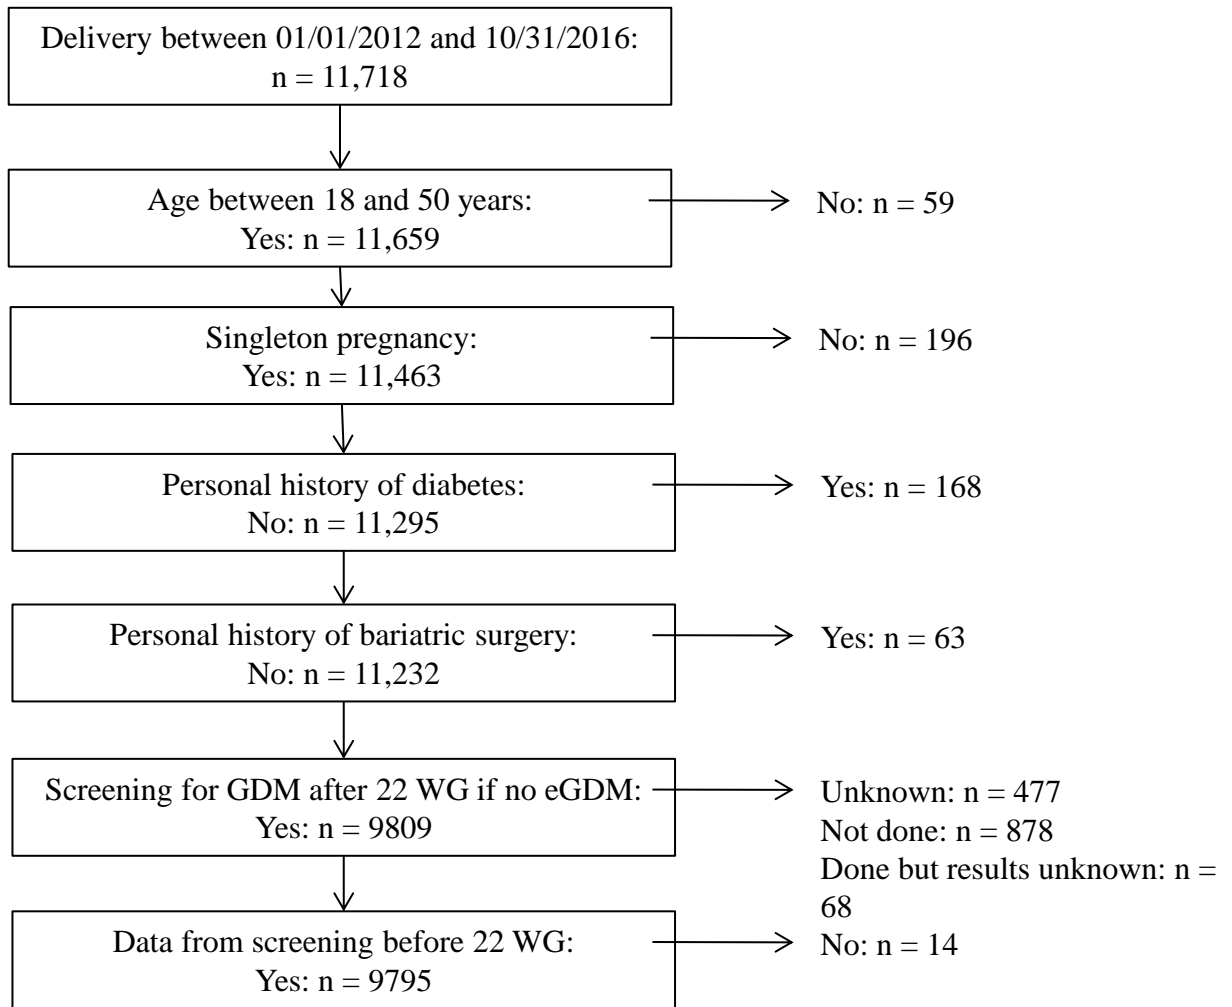 Delivery between 01/01/2012 and 10/31/2016:
n = 11,718
Age between 18 and 50 years:
Yes: n = 11,659
No: n = 59
Singleton pregnancy:
Yes: n = 11,463
No: n = 196
Personal history of diabetes:
No: n = 11,295
Yes: n = 168
Personal history of bariatric surgery:
No: n = 11,232
Yes: n = 63
Screening for GDM after 22 WG if no eGDM:
Yes: n = 9809
Unknown: n = 477
Not done: n = 878
Done but results unknown: n =
68
Data from screening before 22 WG:
Yes: n = 9795
No: n = 14